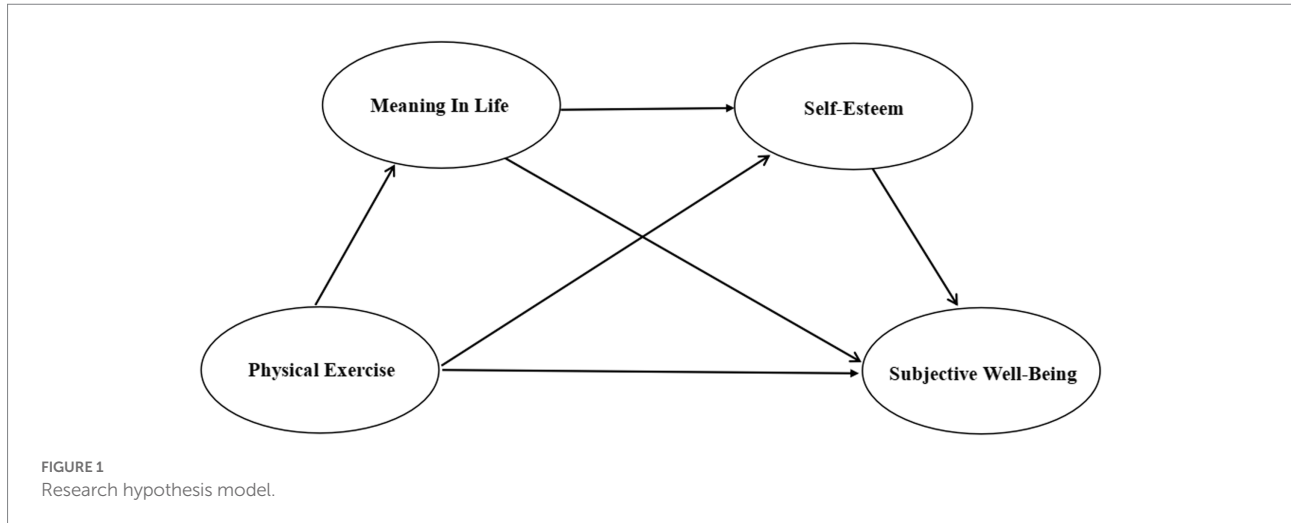 Meaning In Life
Self-Esteem
Physical Exercise
Subjective Well-Being
FIGURE 1
Research hypothesis model.